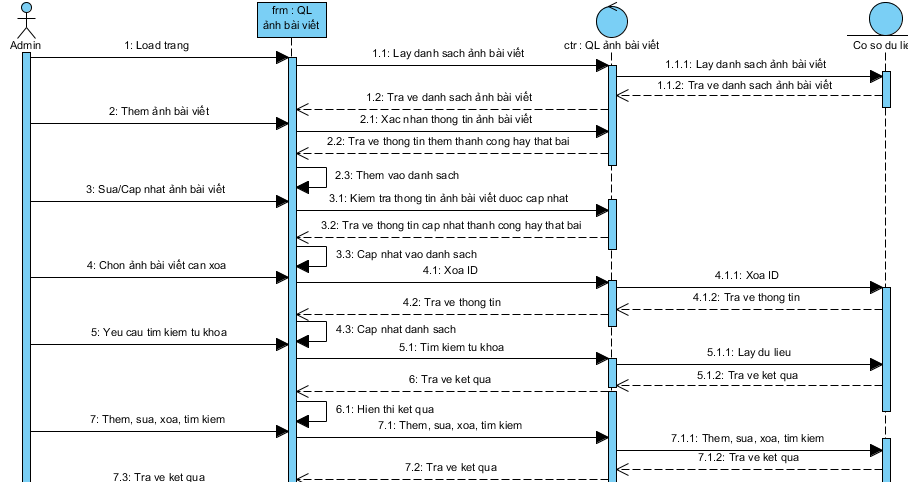 frm : QL
ảnh bài viết
Admin
ctr : QL ảnh bài viết
Co so du lie
1: Load trang
1.1: Lay danh sach ảnh bài viết
1.1.1: Lay danh sách ảnh bài viết
1.1.2: Tra ve danh sach ảnh bài viết
1.2: Tra ve danh sach ảnh bài viết
2: Them ảnh bài viết
2.1: Xac nhan thong tin ảnh bài viết
2.2: Tra ve thong tin them thanh cong hay that bai
2.3: Them vao danh sach
3: Sua/Cap nhat ảnh bài viết
3.1: Kiem tra thong tin ảnh bài viết duoc cap nhat
3.2: Tra ve thong tin cap nhat thanh cong hay that bai
3.3: Cap nhat vao danh sach
4: Chon ảnh bài viết can xoa
4.1: Xoa ID
4.1.1: Xoa ID
4.1.2: Tra ve thong tin
4.2: Tra ve thong tin
4.3: Cap nhat danh sach
5: Yeu cau tim kiem tu khoa
5.1: Tim kiem tu khoa
5.1.1: Lay du lieu
5.1.2: Tra ve ket qua
6: Tra ve ket qua
6.1: Hien thi ket qua
7: Them, sua, xoa, tim kiem
7.1: Them, sua, xoa, tim kiem
7.1.1: Them, sua, xoa, tim kiem
7.1.2: Tra ve ket qua
7.2: Tra ve ket qua
7.3: Tra ve ket qua